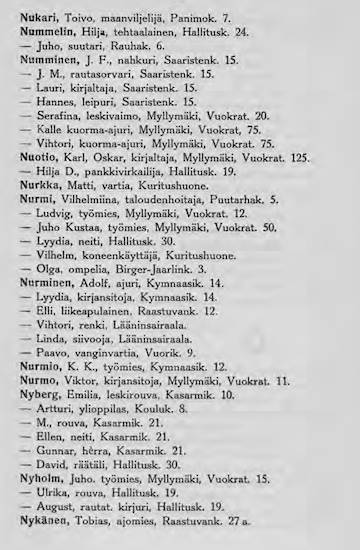 Nukari, Toivo, maanviljelijä, Panimok. 7.
Nummelin, Hilja, tehtaalainen, Hallitusk. 24.
— Juho, suutari, Rauhak. 6.
Numminen, J. F., nahkuri, Saaristenk. 15.
— J. M., rautasorvari, Saaristenk. 15.
— Lauri, kirjaltaja, Saaristenk. 15.
— Hannes, leipuri, Saaristenk. 15.
— Serafina, leskivaimo, Myllymäki, Vuokrat. 20.
— Kalle kuorma-ajuri, Myllymäki, Vuokrat, 75.
— Vihtori, kuorma-ajuri, Myllymäki, Vuokrat. 75.
Nuotio, Karl, Oskar, kirjaltaja, Myllymäki, Vuokrat. 125.
— Hilja D., pankkivirkailija, Hallitusk. 19.
Nurkka, Matti, vartia, Kuritushuone.
Nurmi, Vilhelmiina, taloudenhoitaja, Puutarhak. 5.
— Ludvig, työmies, Myllymäki, Vuokrat. 12.
— Juho Kustaa, työmies, Myllymäki, Vuokrat. 50.
— Lyydia, neiti, Hallitusk. 30.
— Vilhelm, koneenkäyttäjä, Kuritushuone.
— Olga, ompelia, Birger-Jaarlink. 3.
Nurminen, Adolf, ajuri, Kymnaasik. 14.
— Lyydia, kirjansitoja, Kymnaasik. 14.
— Elli, liikeapulainen, Raastuvank. 12.
— Vihtori, renki, Lääninsairaala.
— Linda, siivooja, Lääninsairaala.
— Paavo, vanginvartia, Vuorik. 9.
Nurmio, K. K., työmies, Kymnaasik. 12.
Nurmo, Viktor, kirjansitoja, Myllymäki, Vuokrat. 11.
Nyberg, Emilia, leskirouva, Kasarmik. 10.
— Artturi, ylioppilas, Kouluk. 8.
— M., rouva, Kasarmik. 21.
— Ellen, neiti, Kasarmik. 21.
— Gunnar, herra, Kasarmik. 21.
— David, räätäli, Hallitusk. 30.
Nyholm, Juho, työmies, Myllymäki, Vuokrat. 15.
— Ulrika, rouva, Hallitusk. 19.
— August, rautat. kirjuri, Hallitusk. 19.
Nykänen, Tobias, ajomies, Raastuvank. 27 a.